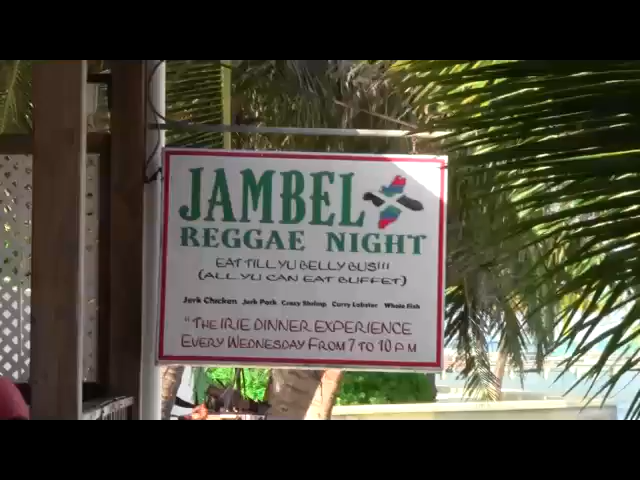 JAMBEL
REGGAE NIGHT
EAT TILL YU BELLY BUS!!!
(ALL YU CAN EAT BUFFET)
Jerk Chicken Jerk Pork Crazy Shrimp Curry Lobster Whole Fish
"THE IRIE DINNER EXPERIENCE
EVERY WEDNESDAY FROM 7 TO 10 PM